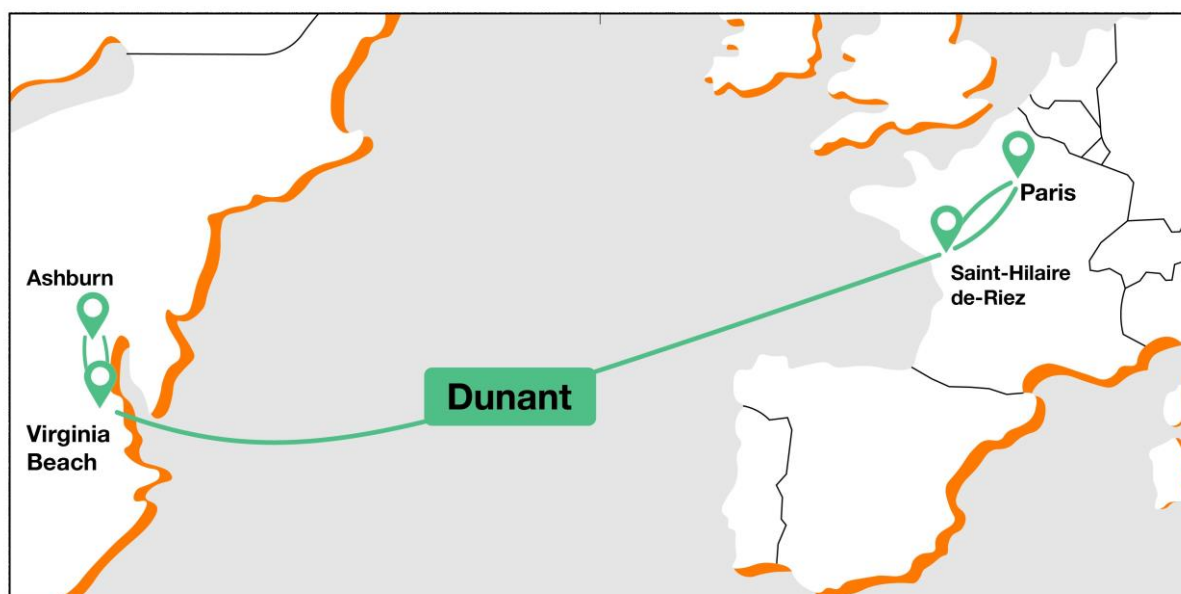 Paris
Saint-Hilaire
de-Riez
Ashburn
Dunant
Virginia
Beach